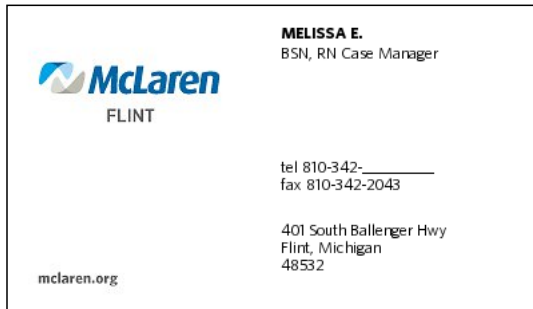 McLaren
FLINT
mclaren.org
MELISSA E.
BSN, RN Case Manager
tel 810-342-________
fax 810-342-2043
401 South Ballenger Hwy
Flint, Michigan
48532